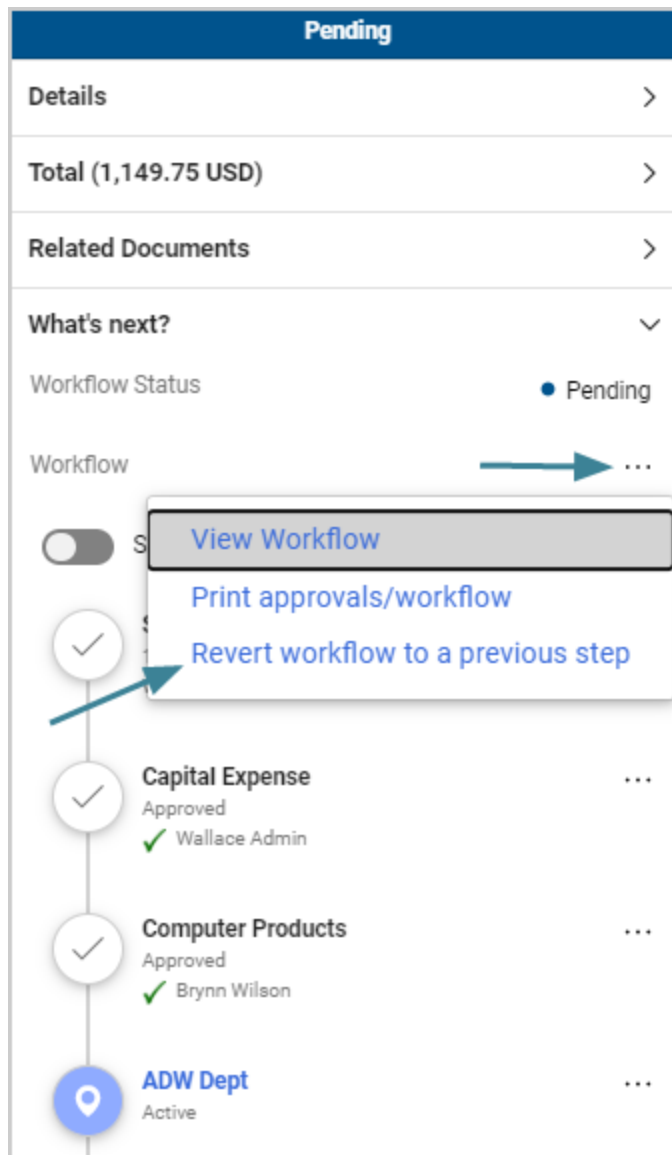 Pending
Details
Total (1,149.75 USD)
Related Documents
What's next?
Workflow Status
Pending
Workflow
...
View Workflow
Print approvals/workflow
Revert workflow to a previous step
Capital Expense
...
Approved
Wallace Admin
Computer Products
...
Approved
Brynn Wilson
ADW Dept
...
Active